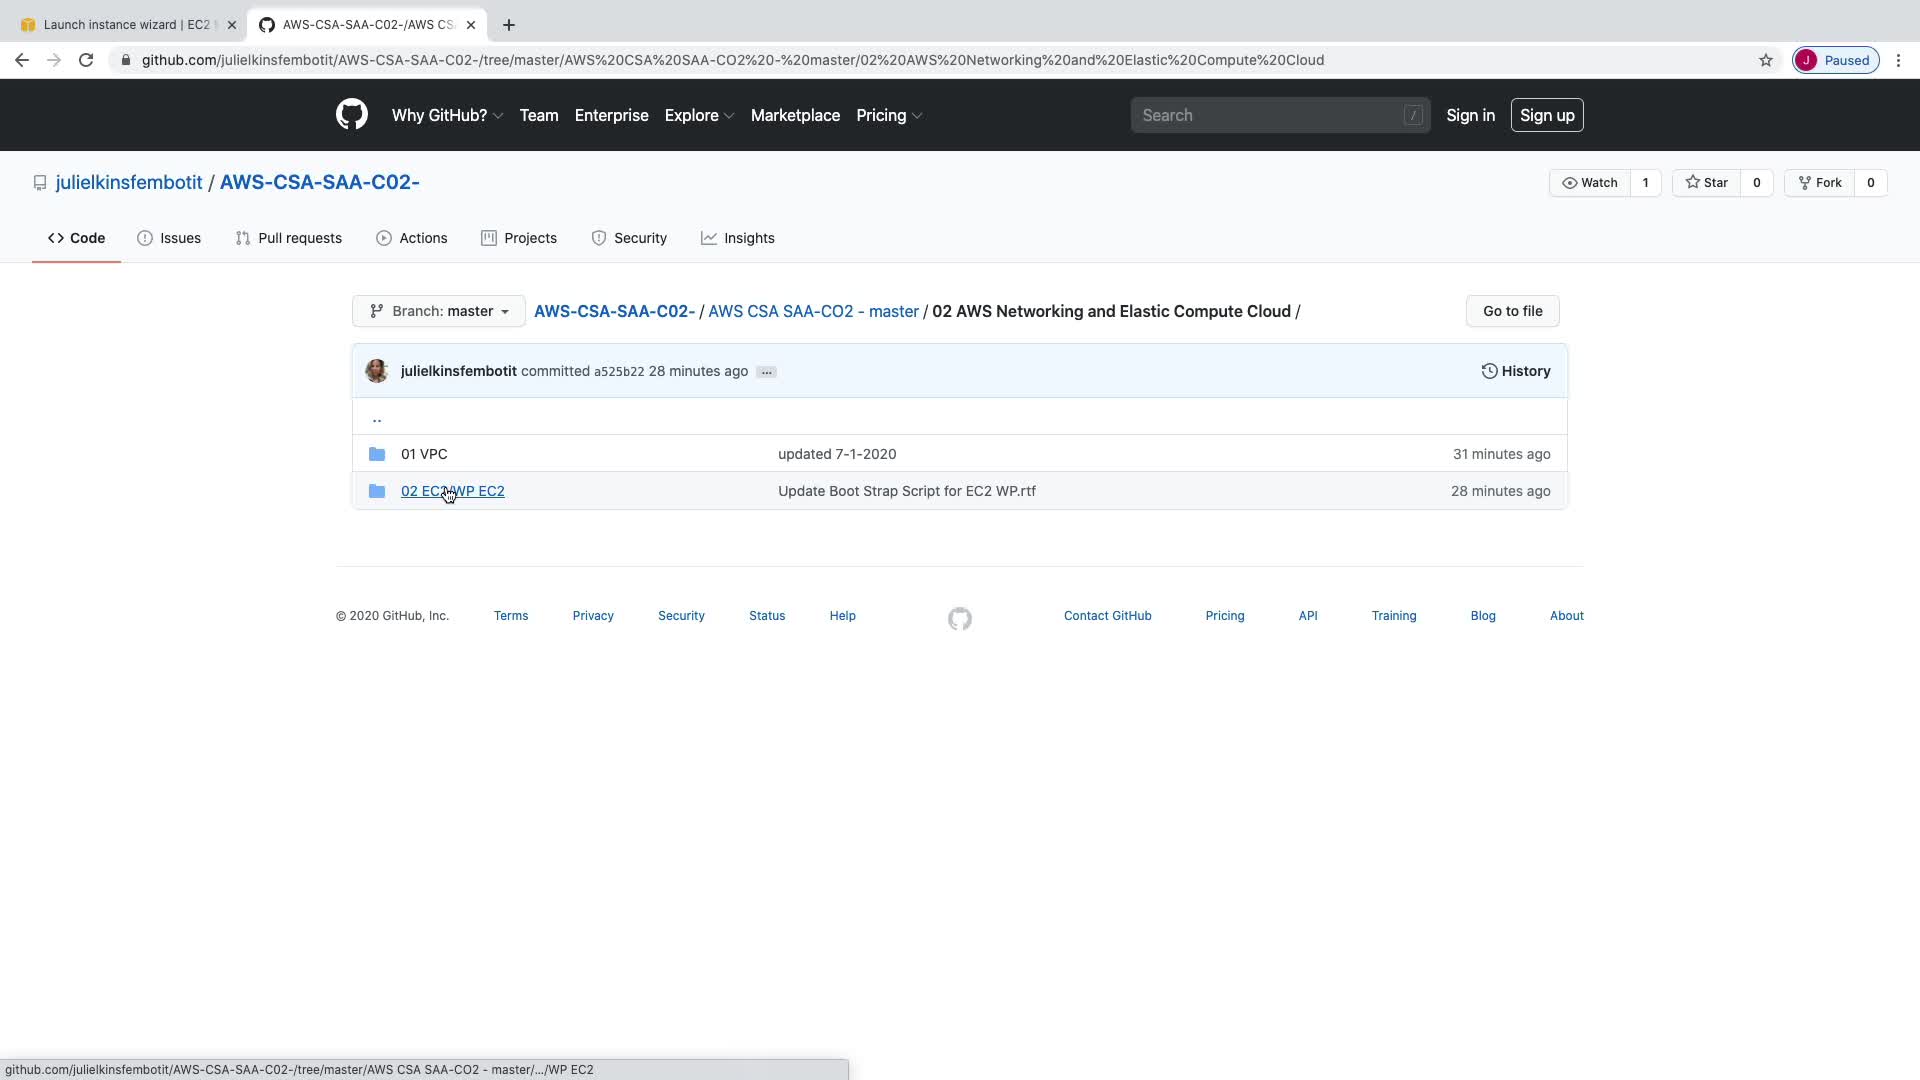 Launch instance wizard | EC2
AWS-CSA-SAA-C02-/AWS CS
github.com/julielkinsfembotit/AWS-CSA-SAA-C02-/tree/master/AWS%20CSA%20SAA-CO2%20-%20master/02%20AWS%20Networking%20and%20Elastic%20Compute%20Cloud
J Paused
Why GitHub? Team Enterprise Explore Marketplace Pricing Search / Sign in Sign up
julielkinsfembotit / AWS-CSA-SAA-C02-
Watch 1 Star 0 Fork 0
<> Code Issues Pull requests Actions Projects Security Insights
Branch: master AWS-CSA-SAA-C02- / AWS CSA SAA-CO2 - master / 02 AWS Networking and Elastic Compute Cloud / Go to file
julielkinsfembotit committed a525b22 28 minutes ago ... History
..
01 VPC updated 7-1-2020 31 minutes ago
02 EC2/WP EC2 Update Boot Strap Script for EC2 WP.rtf 28 minutes ago
© 2020 GitHub, Inc. Terms Privacy Security Status Help Contact GitHub Pricing API Training Blog About
github.com/julielkinsfembotit/AWS-CSA-SAA-C02-/tree/master/AWS CSA SAA-CO2 - master/.../WP EC2